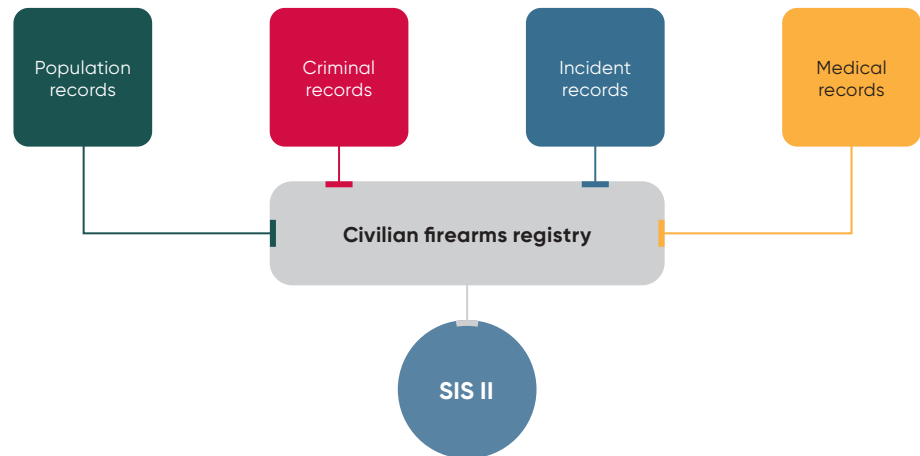 Population
records
Criminal
records
Incident
records
Medical
records
Civilian firearms registry
SIS II